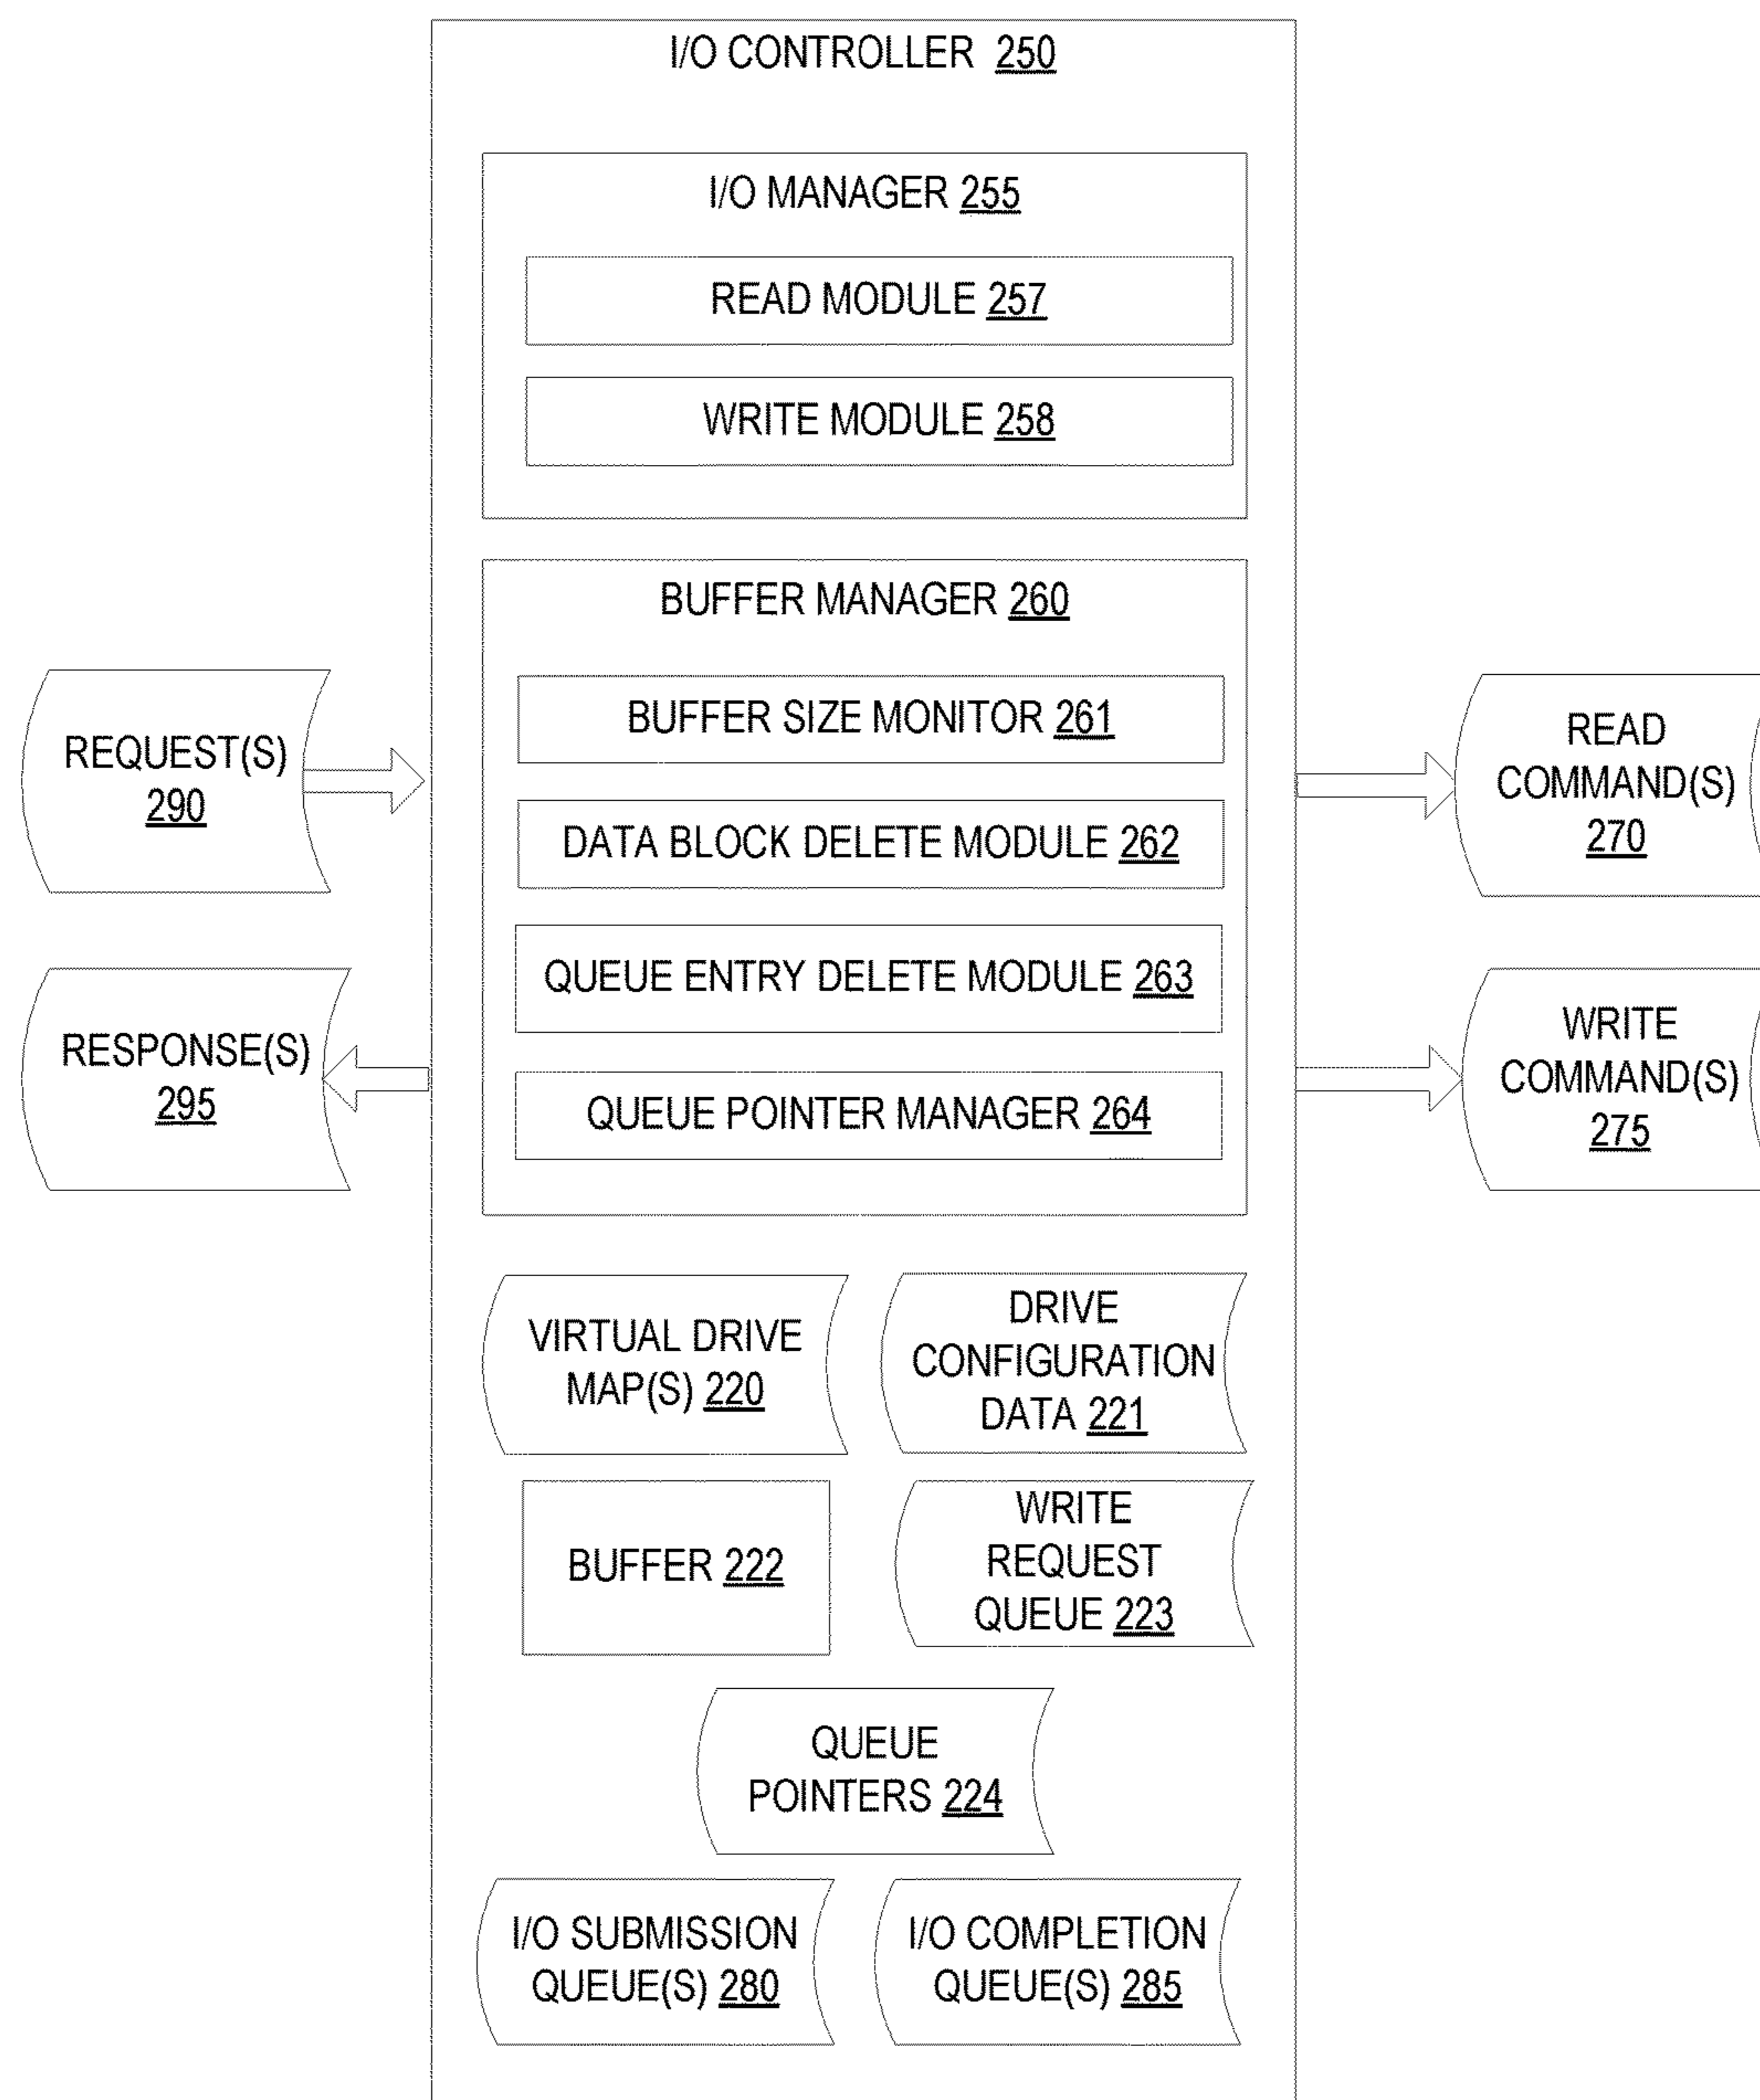 I/O CONTROLLER 250
I/O MANAGER 255
READ MODULE 257
WRITE MODULE 258
BUFFER MANAGER 260
BUFFER SIZE MONITOR 261
DATA BLOCK DELETE MODULE 262
QUEUE ENTRY DELETE MODULE 263
QUEUE POINTER MANAGER 264
REQUEST(S)
290
RESPONSE(S)
295
READ
COMMAND(S)
270
WRITE
COMMAND(S)
275
VIRTUAL DRIVE
MAP(S) 220
DRIVE
CONFIGURATION
DATA 221
BUFFER 222
WRITE
REQUEST
QUEUE 223
QUEUE
POINTERS 224
I/O SUBMISSION
QUEUE(S) 280
I/O COMPLETION
QUEUE(S) 285